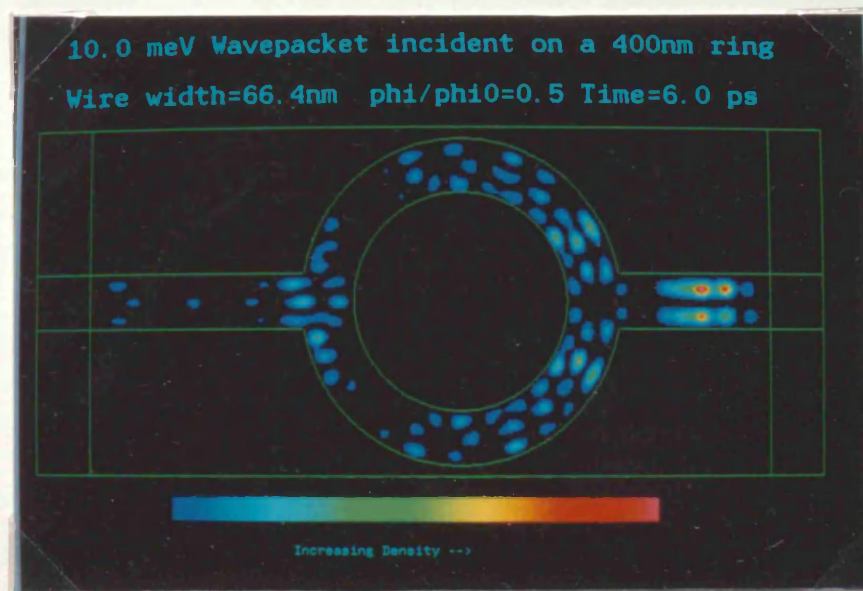 10.0 meV Wavepacket incident on a 400nm ring
Wire width=66.4nm phi/phi0=0.5 Time=6.0 ps
Increasing Density -->